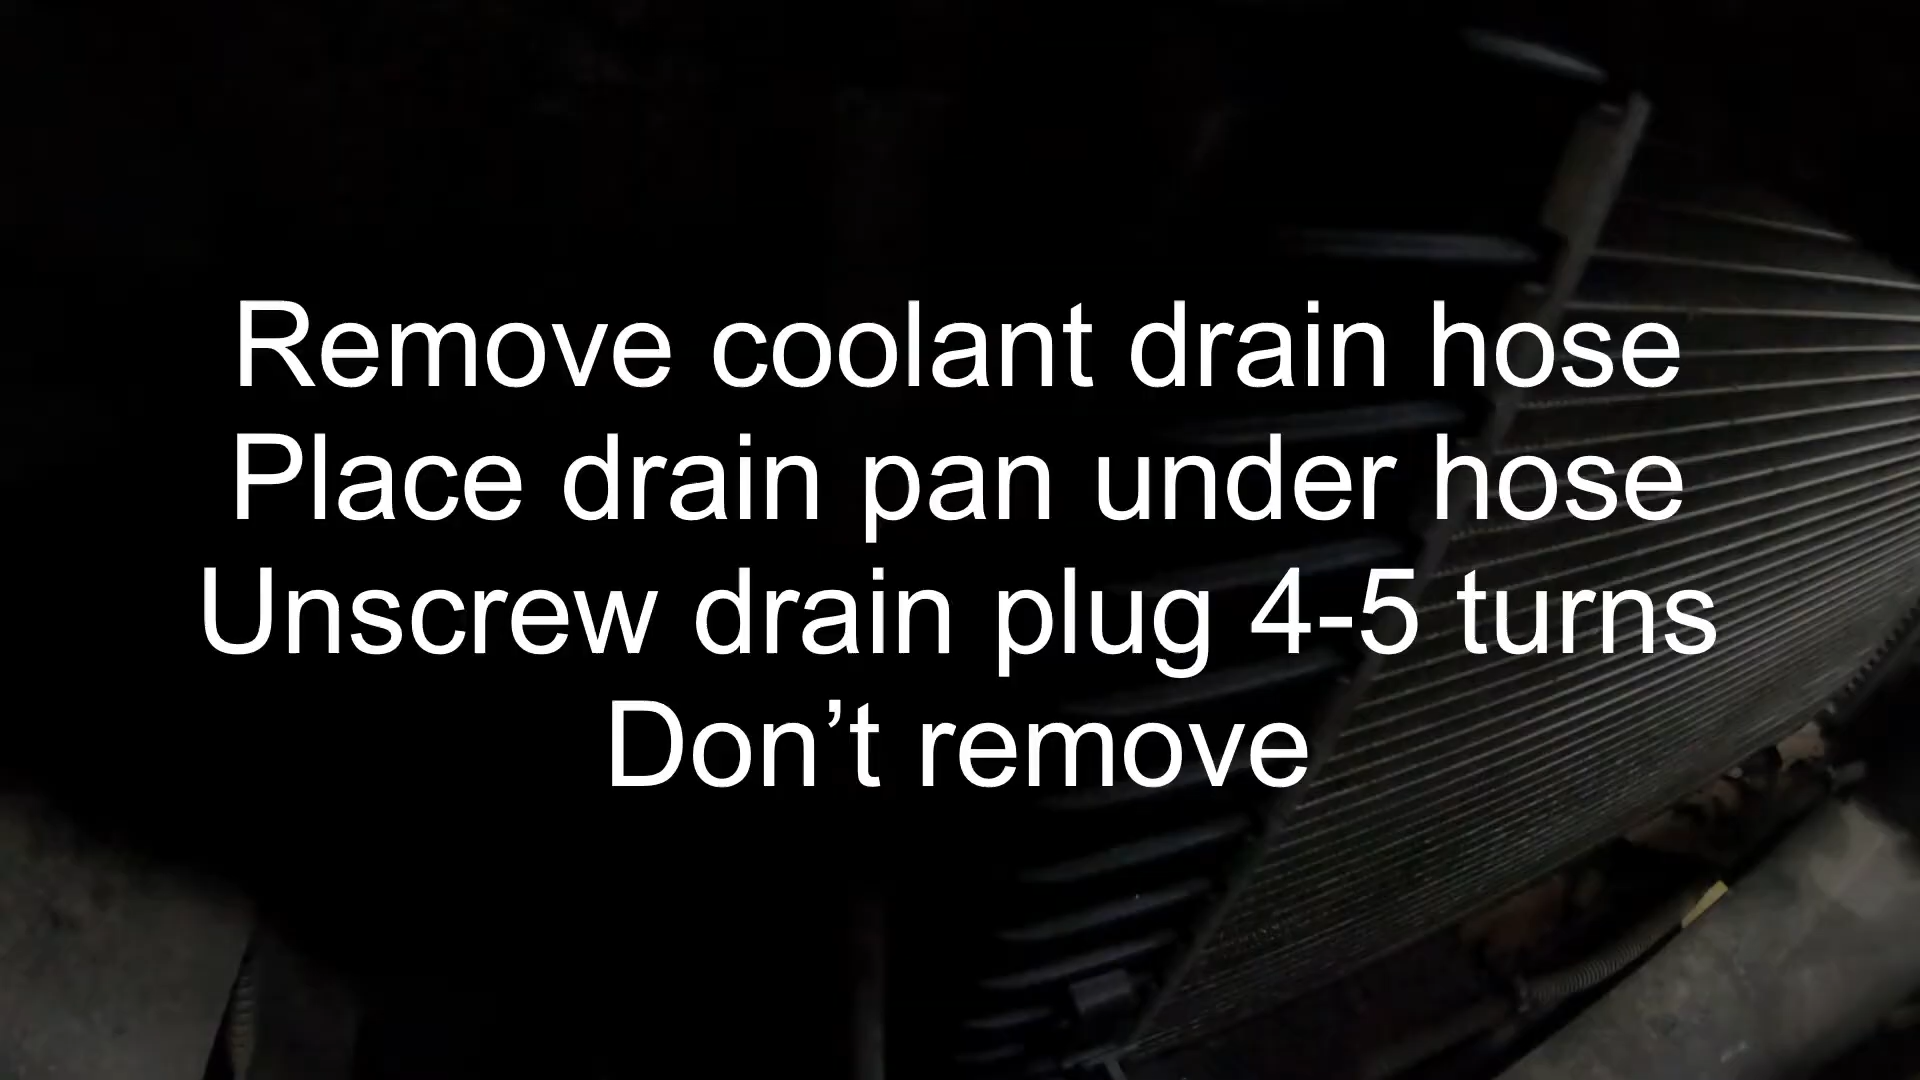 Remove coolant drain hose
Place drain pan under hose
Unscrew drain plug 4-5 turns
Don’t remove